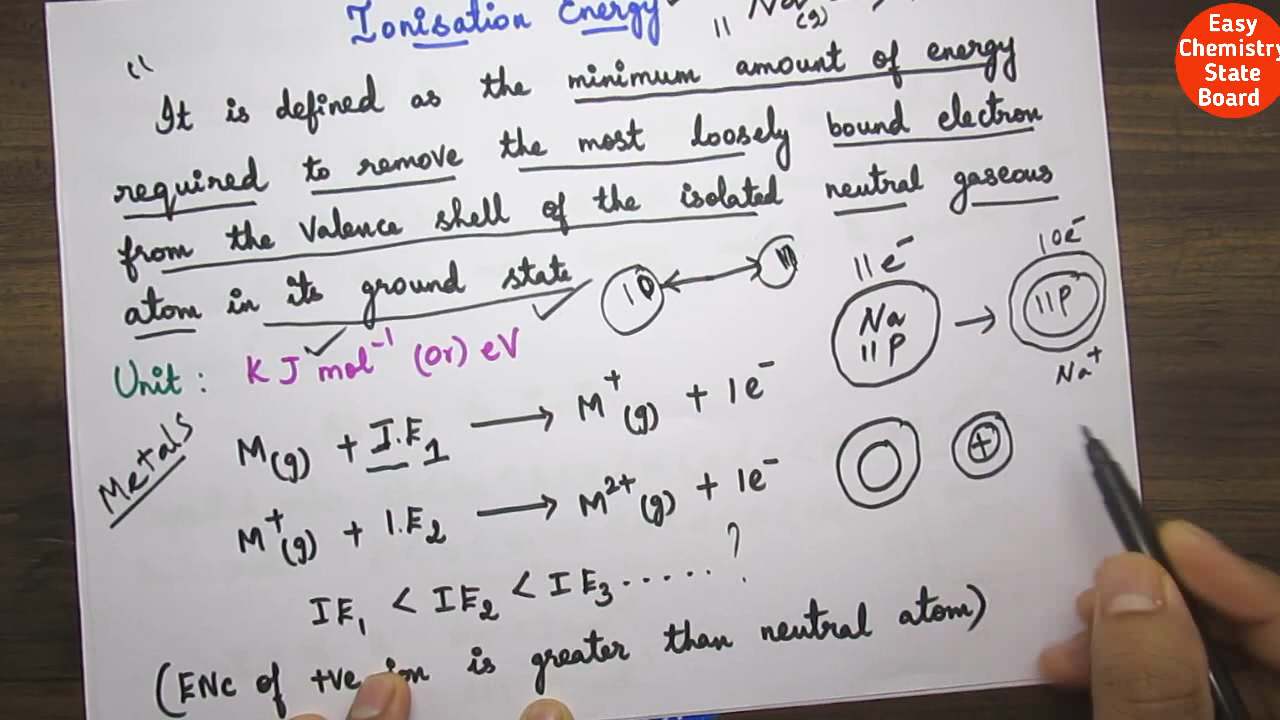 Ionisation Energy
" Na(g)
" It is defined as the minimum amount of energy
required to remove the most loosely bound electron
from the valence shell of the isolated neutral gaseous
atom in its ground state
Unit : KJ mol⁻¹ (Or) eV
Metals
M(g) + I.E₁ ⟶ M⁺(g) + 1e⁻
M⁺(g) + I.E₂ ⟶ M²⁺(g) + 1e⁻
IE₁ < IE₂ < IE₃ ...... ?
(ENc of +ve ion is greater than neutral atom)
11e⁻
Na
11P
→
10e⁻
11P
Na⁺
+
Easy
Chemistry
State
Board